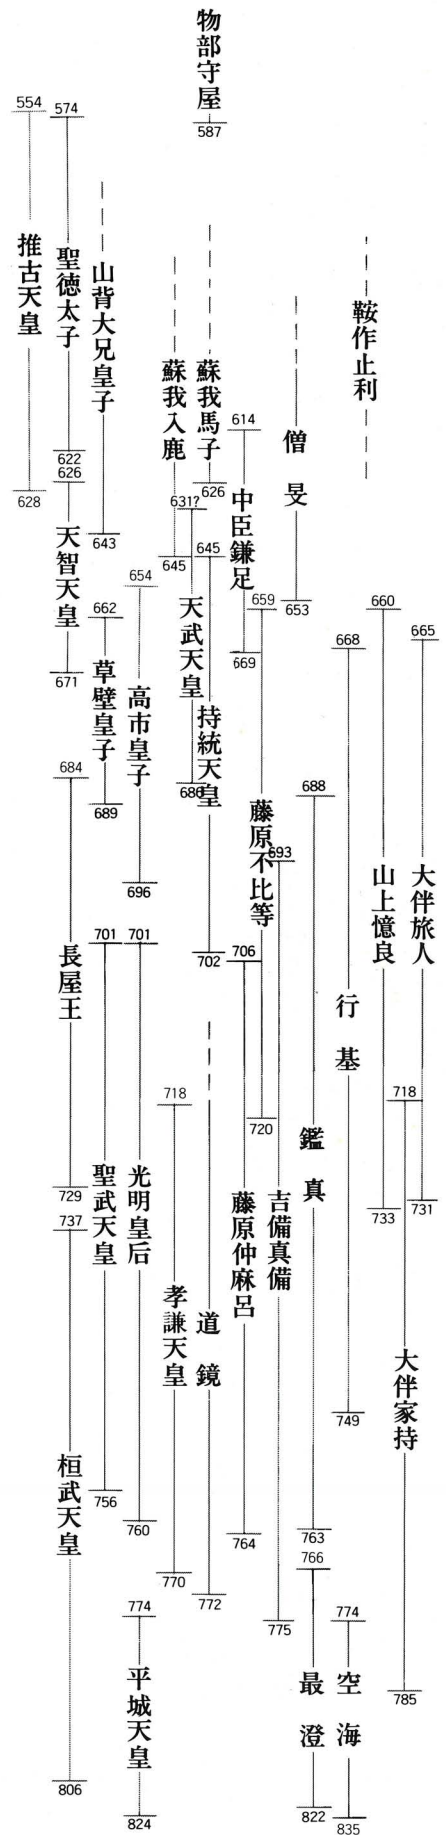 物部守屋
587
554
推古天皇
628
574
聖徳太子
622
山背大兄皇子
643
蘇我入鹿
645
蘇我馬子
626
614
中臣鎌足
669
僧旻
653
鞍作止利
626
天智天皇
671
631?
天武天皇
686
645
持統天皇
702
662
草壁皇子
689
654
高市皇子
696
659
藤原不比等
720
660
山上憶良
733
665
大伴旅人
731
668
行基
749
684
長屋王
729
688
鑑真
763
693
吉備真備
775
701
聖武天皇
756
701
光明皇后
760
706
藤原仲麻呂
764
718
孝謙天皇
770
道鏡
772
718
大伴家持
785
737
桓武天皇
806
774
平城天皇
824
766
最澄
822
774
空海
835